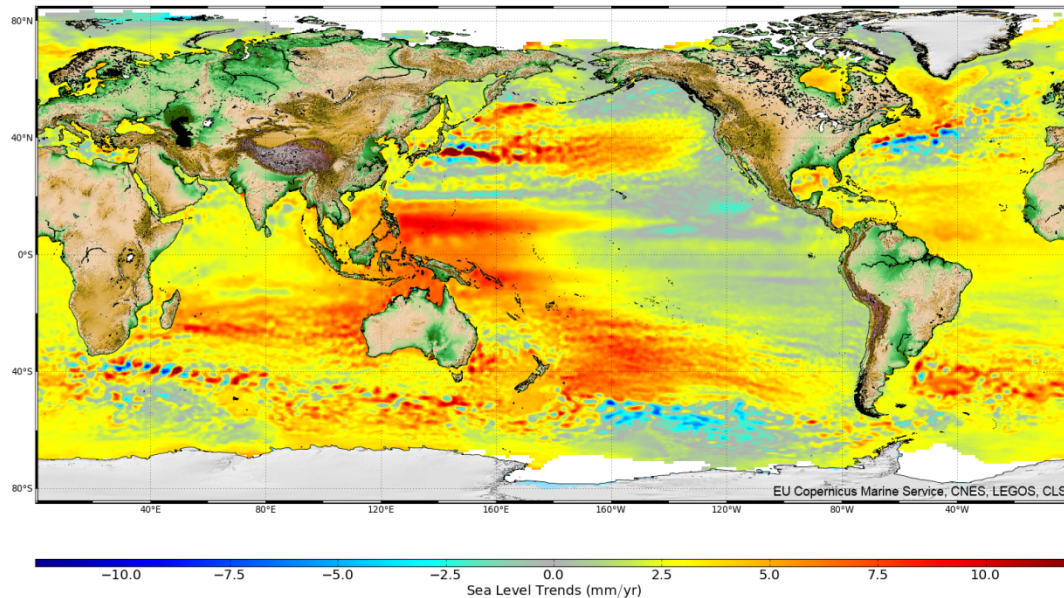 80°N
40°N
0°S
40°S
80°S
EU Copernicus Marine Service, CNES, LEGOS, CLS
40°E 80°E 120°E 160°E 160°W 120°W 80°W 40°W
−10.0 −7.5 −5.0 −2.5 0.0 2.5 5.0 7.5 10.0
Sea Level Trends (mm/yr)